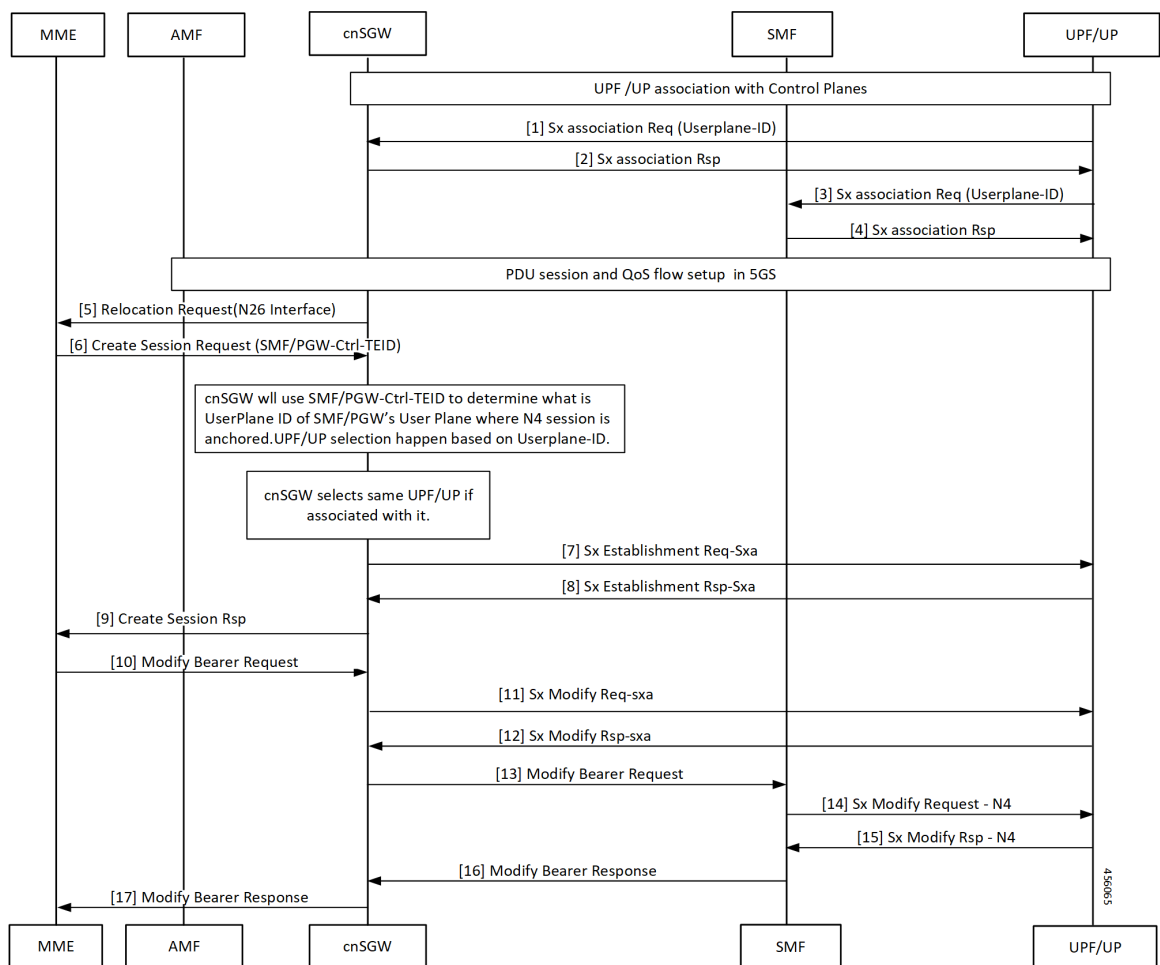 MME
AMF
cnSGW
SMF
UPF/UP
UPF /UP association with Control Planes
[1] Sx association Req (Userplane-ID)
[2] Sx association Rsp
[3] Sx association Req (Userplane-ID)
[4] Sx association Rsp
PDU session and QoS flow setup in 5GS
[5] Relocation Request(N26 Interface)
[6] Create Session Request (SMF/PGW-Ctrl-TEID)
cnSGW wll use SMF/PGW-Ctrl-TEID to determine what is
UserPlane ID of SMF/PGW's User Plane where N4 session is
anchored.UPF/UP selection happen based on Userplane-ID.
cnSGW selects same UPF/UP if
associated with it.
[7] Sx Establishment Req-Sxa
[8] Sx Establishment Rsp-Sxa
[9] Create Session Rsp
[10] Modify Bearer Request
[11] Sx Modify Req-sxa
[12] Sx Modify Rsp-sxa
[13] Modify Bearer Request
[14] Sx Modify Request - N4
[15] Sx Modify Rsp - N4
[16] Modify Bearer Response
[17] Modify Bearer Response
456065
MME
AMF
cnSGW
SMF
UPF/UP